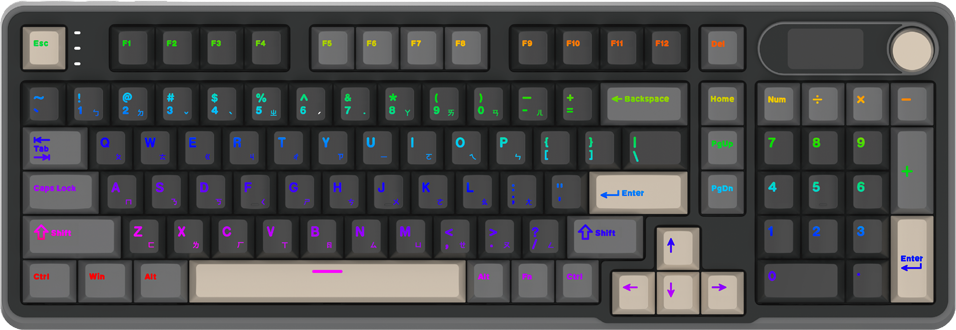 Esc F1 F2 F3 F4 F5 F6 F7 F8 F9 F10 F11 F12 Del
~ ! @ # $ % ^ & * ( ) _ + ← Backspace Home Num ÷ × −
1 2 3 4 5 6 7 8 9 0 - =
Tab Q W E R T Y U I O P { } | PgUp 7 8 9 +
[ ] \
Caps Lock A S D F G H J K L : " Enter PgDn 4 5 6
; '
Shift Z X C V B N M < > ? Shift ↑ 1 2 3 Enter
/
Ctrl Win Alt Alt Fn Ctrl ← ↓ → 0 .